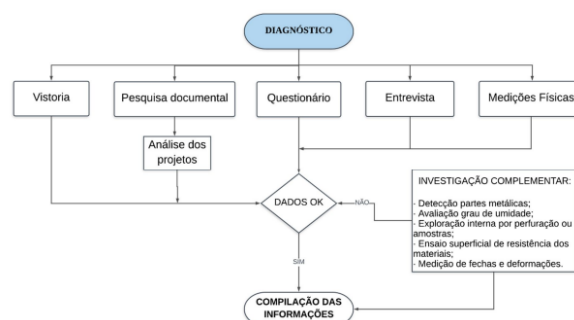 DIAGNÓSTICO
Vistoria
Pesquisa documental
Questionário
Entrevista
Medições Físicas
Análise dos
projetos
DADOS OK
NÃO
INVESTIGAÇÃO COMPLEMENTAR:
- Detecção partes metálicas;
- Avaliação grau de umidade;
- Exploração interna por perfuração ou
amostras;
- Ensaio superficial de resistência dos
materiais;
- Medição de fechas e deformações.
SIM
COMPILAÇÃO DAS
INFORMAÇÕES